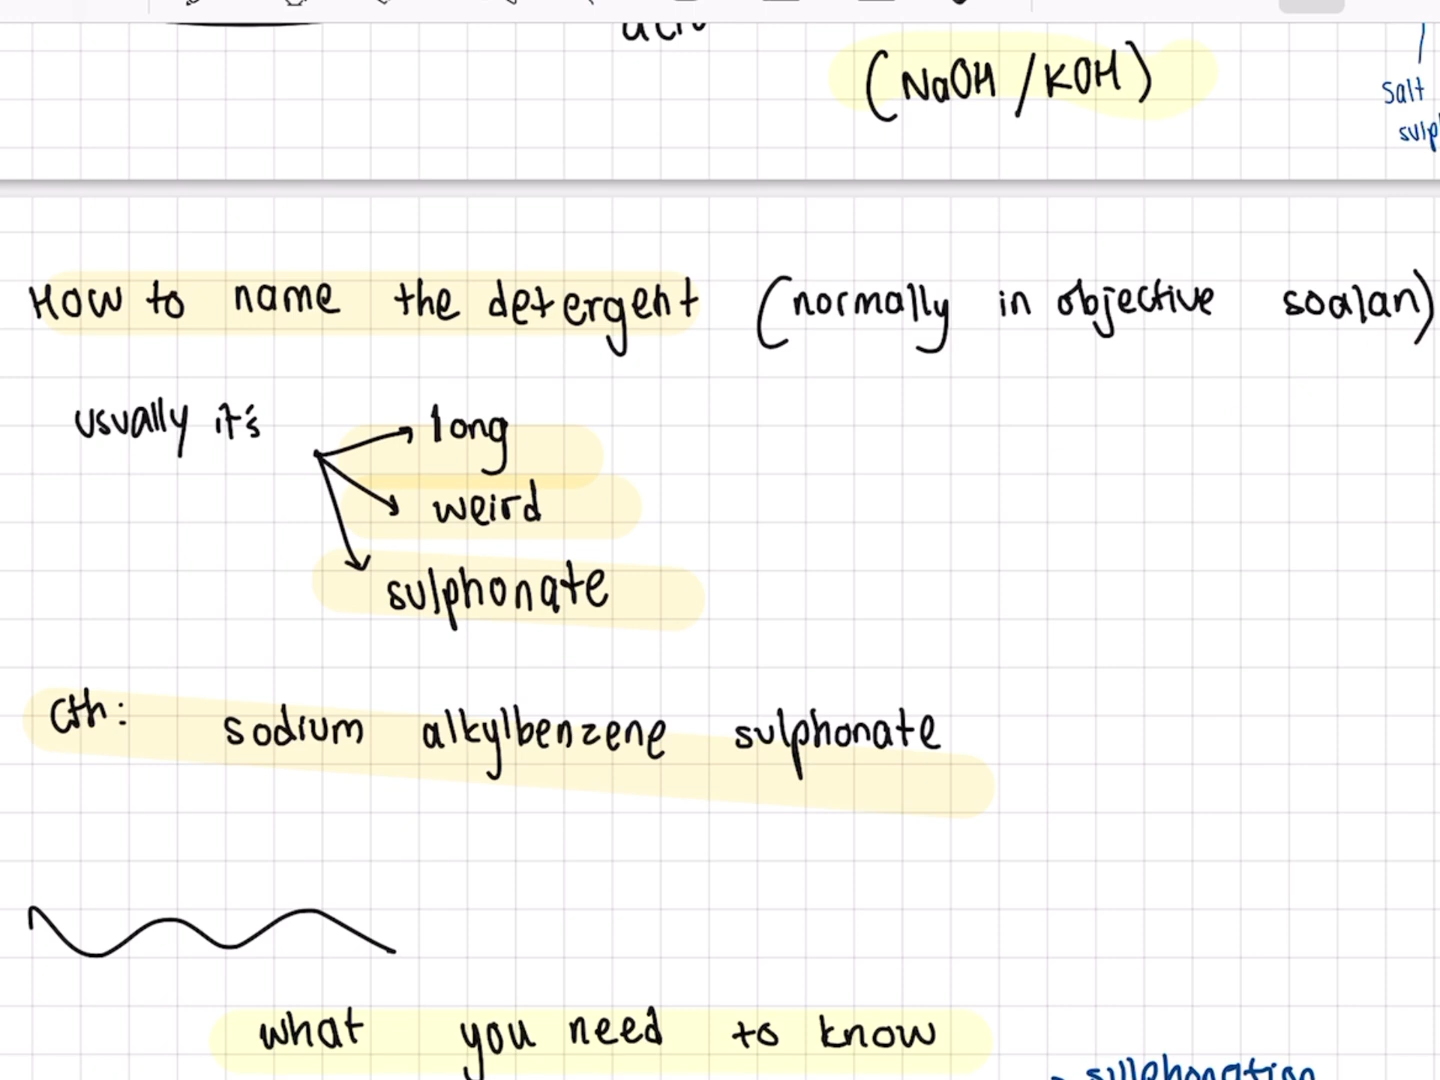 (NaOH / KOH)
salt
How to name the detergent (normally in objective soalan)
usually it's
long
weird
sulphonate
Cth: sodium alkylbenzene sulphonate
what you need to know